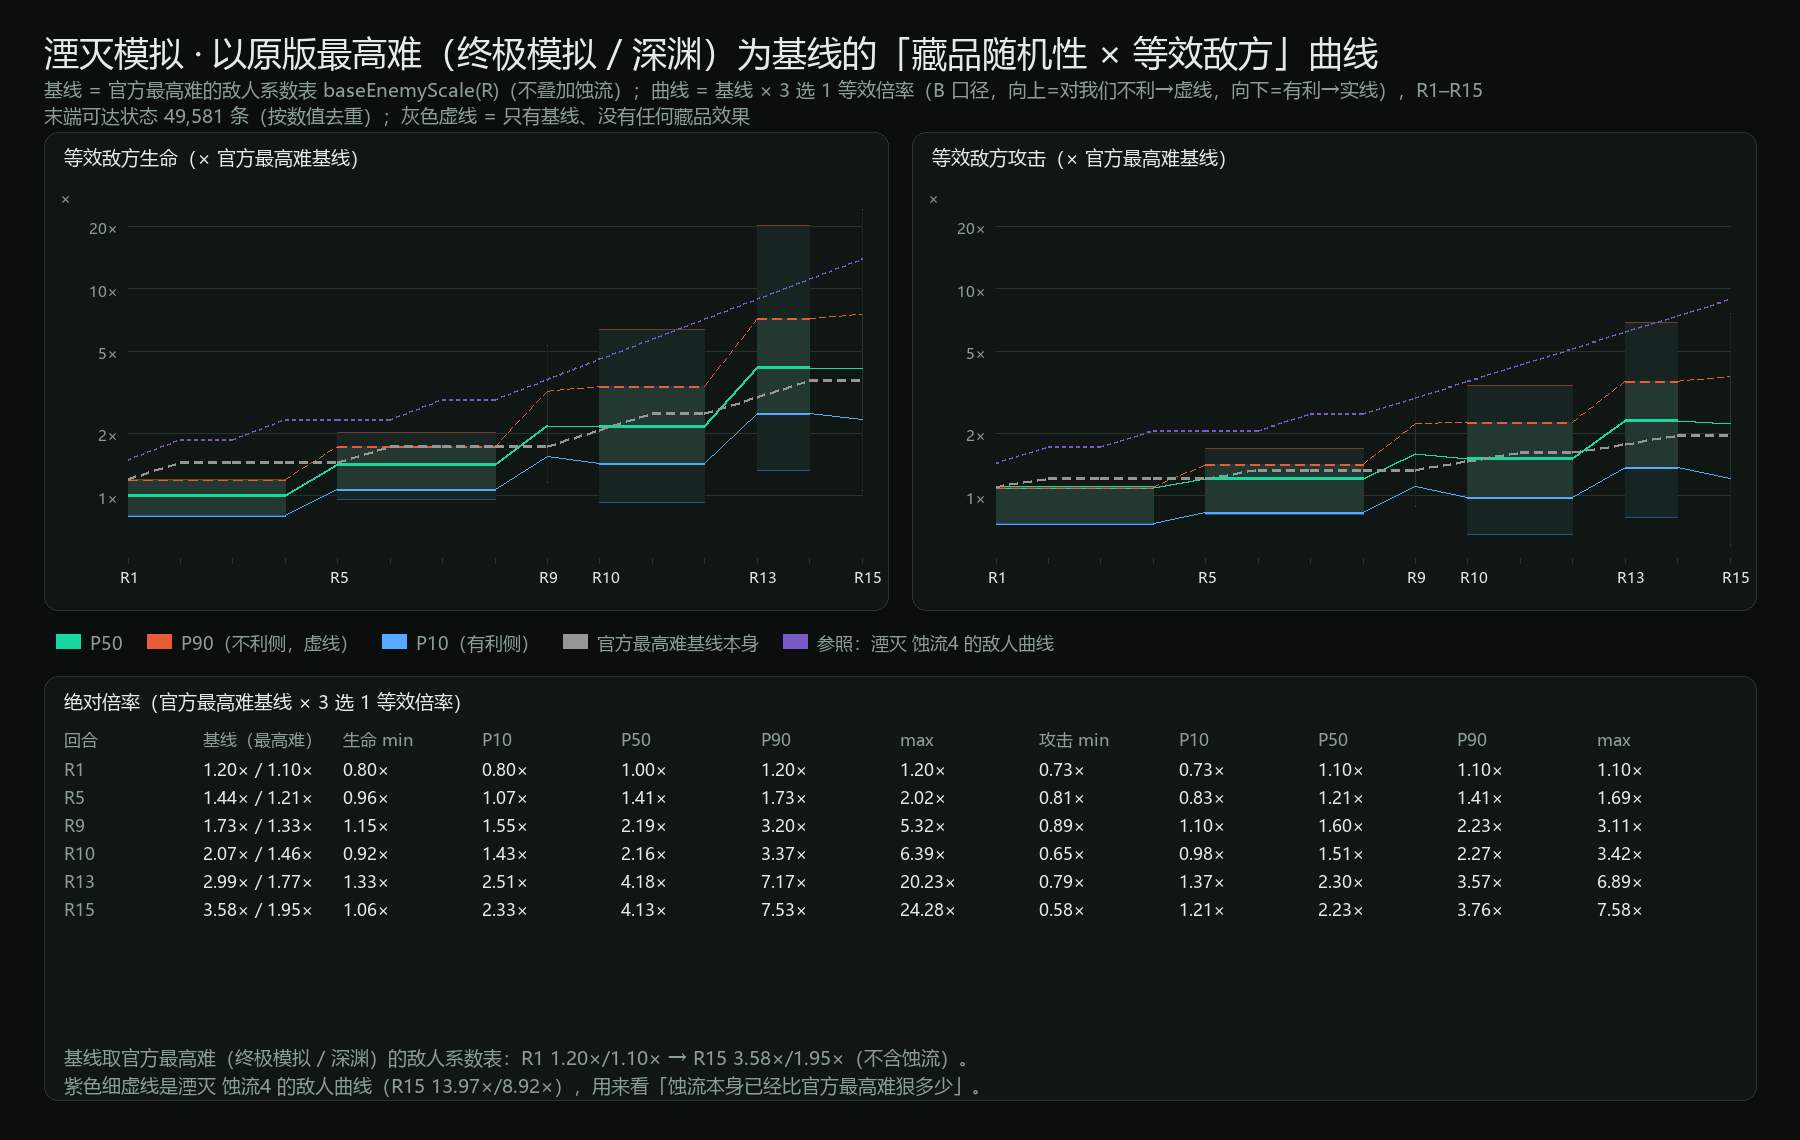 湮灭模拟 · 以原版最高难（终极模拟 / 深渊）为基线的「藏品随机性 × 等效敌方」曲线
基线 = 官方最高难的敌人系数表 baseEnemyScale(R)（不叠加蚀流）；曲线 = 基线 × 3 选 1 等效倍率（B 口径，向上=对我们不利→虚线，向下=有利→实线），R1–R15
末端可达状态 49,581 条（按数值去重）；灰色虚线 = 只有基线、没有任何藏品效果
等效敌方生命（× 官方最高难基线）
×
20×
10×
5×
2×
1×
R1 R5 R9 R10 R13 R15
等效敌方攻击（× 官方最高难基线）
×
20×
10×
5×
2×
1×
R1 R5 R9 R10 R13 R15
P50 P90（不利侧，虚线） P10（有利侧） 官方最高难基线本身 参照：湮灭 蚀流4 的敌人曲线
绝对倍率（官方最高难基线 × 3 选 1 等效倍率）
回合 基线（最高难） 生命 min P10 P50 P90 max 攻击 min P10 P50 P90 max
R1 1.20× / 1.10× 0.80× 0.80× 1.00× 1.20× 1.20× 0.73× 0.73× 1.10× 1.10× 1.10×
R5 1.44× / 1.21× 0.96× 1.07× 1.41× 1.73× 2.02× 0.81× 0.83× 1.21× 1.41× 1.69×
R9 1.73× / 1.33× 1.15× 1.55× 2.19× 3.20× 5.32× 0.89× 1.10× 1.60× 2.23× 3.11×
R10 2.07× / 1.46× 0.92× 1.43× 2.16× 3.37× 6.39× 0.65× 0.98× 1.51× 2.27× 3.42×
R13 2.99× / 1.77× 1.33× 2.51× 4.18× 7.17× 20.23× 0.79× 1.37× 2.30× 3.57× 6.89×
R15 3.58× / 1.95× 1.06× 2.33× 4.13× 7.53× 24.28× 0.58× 1.21× 2.23× 3.76× 7.58×
基线取官方最高难（终极模拟 / 深渊）的敌人系数表：R1 1.20×/1.10× → R15 3.58×/1.95×（不含蚀流）。
紫色细虚线是湮灭 蚀流4 的敌人曲线（R15 13.97×/8.92×），用来看「蚀流本身已经比官方最高难狠多少」。